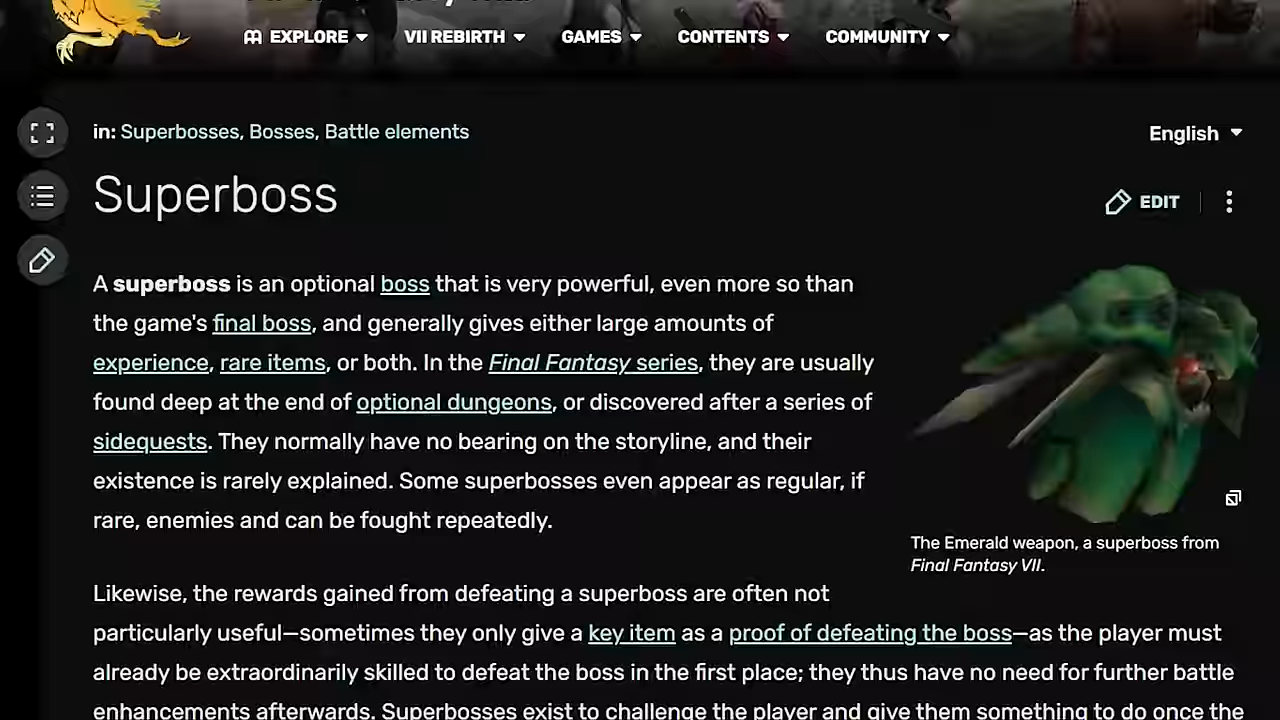 EXPLORE VII REBIRTH GAMES CONTENTS COMMUNITY
in: Superbosses, Bosses, Battle elements
English
Superboss
EDIT
A superboss is an optional boss that is very powerful, even more so than
the game's final boss, and generally gives either large amounts of
experience, rare items, or both. In the Final Fantasy series, they are usually
found deep at the end of optional dungeons, or discovered after a series of
sidequests. They normally have no bearing on the storyline, and their
existence is rarely explained. Some superbosses even appear as regular, if
rare, enemies and can be fought repeatedly.
The Emerald weapon, a superboss from
Final Fantasy VII.
Likewise, the rewards gained from defeating a superboss are often not
particularly useful—sometimes they only give a key item as a proof of defeating the boss—as the player must
already be extraordinarily skilled to defeat the boss in the first place; they thus have no need for further battle
enhancements afterwards. Superbosses exist to challenge the player and give them something to do once the